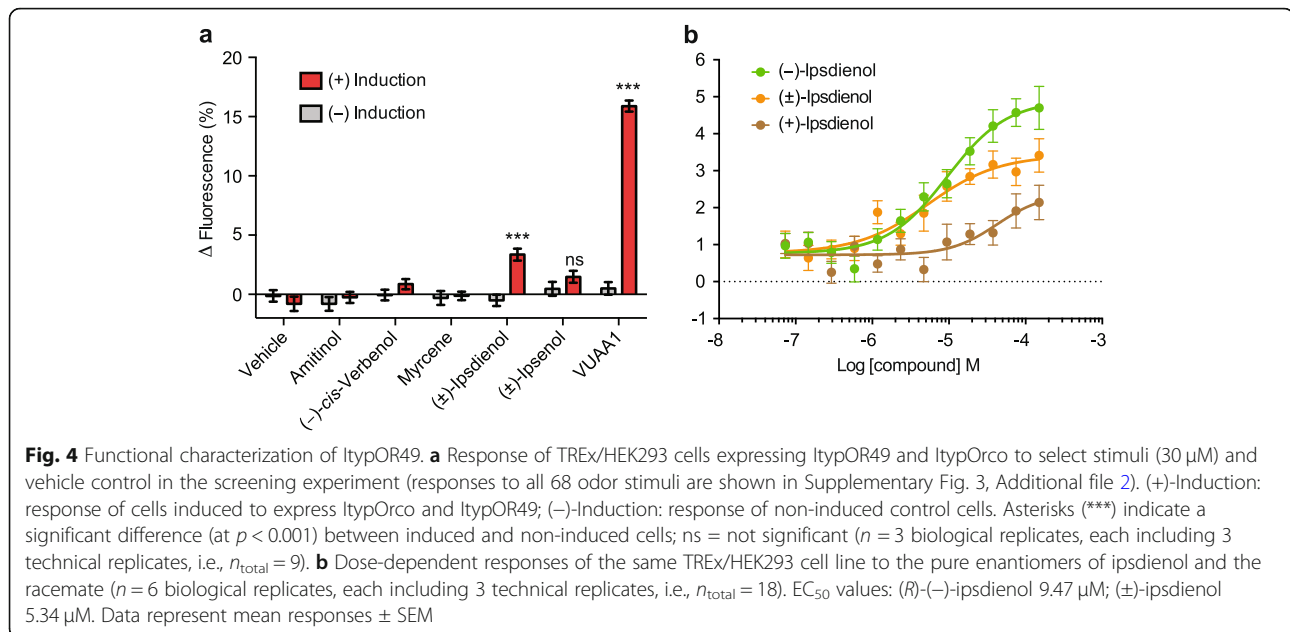 a
20
15
10
5
0
Δ Fluorescence (%)
(+) Induction
(−) Induction
***
ns
***
Vehicle
Amitinol
(−)-cis-Verbenol
Myrcene
(±)-Ipsdienol
(±)-Ipsenol
VUAA1
b
(−)-Ipsdienol
(±)-Ipsdienol
(+)-Ipsdienol
6
5
4
3
2
1
0
-1
-8 -7 -6 -5 -4 -3
Log [compound] M
Fig. 4 Functional characterization of ItypOR49. a Response of TREx/HEK293 cells expressing ItypOR49 and ItypOrco to select stimuli (30 μM) and
vehicle control in the screening experiment (responses to all 68 odor stimuli are shown in Supplementary Fig. 3, Additional file 2). (+)-Induction:
response of cells induced to express ItypOrco and ItypOR49; (−)-Induction: response of non-induced control cells. Asterisks (***) indicate a
significant difference (at p < 0.001) between induced and non-induced cells; ns = not significant (n = 3 biological replicates, each including 3
technical replicates, i.e., n_total = 9). b Dose-dependent responses of the same TREx/HEK293 cell line to the pure enantiomers of ipsdienol and the
racemate (n = 6 biological replicates, each including 3 technical replicates, i.e., n_total = 18). EC50 values: (R)-(−)-ipsdienol 9.47 μM; (±)-ipsdienol
5.34 μM. Data represent mean responses ± SEM